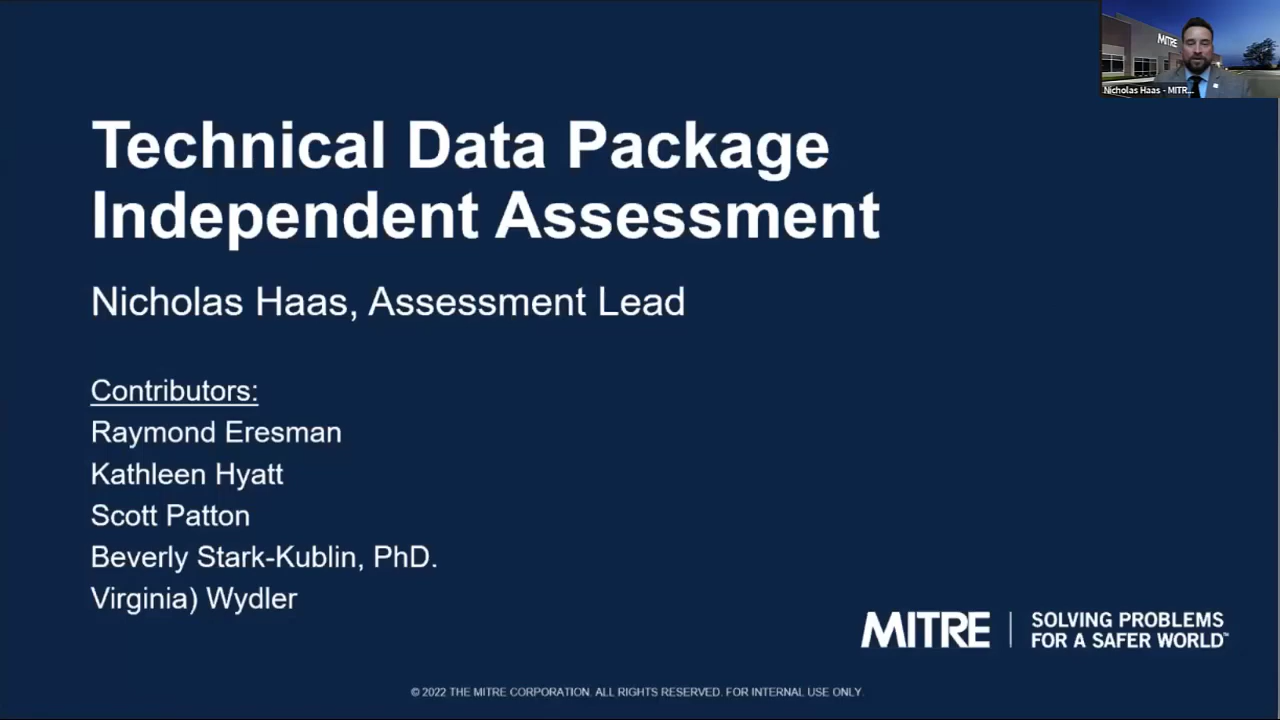 MITRE
Nicholas Haas - MITR...
Technical Data Package
Independent Assessment
Nicholas Haas, Assessment Lead
Contributors:
Raymond Eresman
Kathleen Hyatt
Scott Patton
Beverly Stark-Kublin, PhD.
Virginia) Wydler
MITRE | SOLVING PROBLEMS
FOR A SAFER WORLD™
© 2022 THE MITRE CORPORATION. ALL RIGHTS RESERVED. FOR INTERNAL USE ONLY.